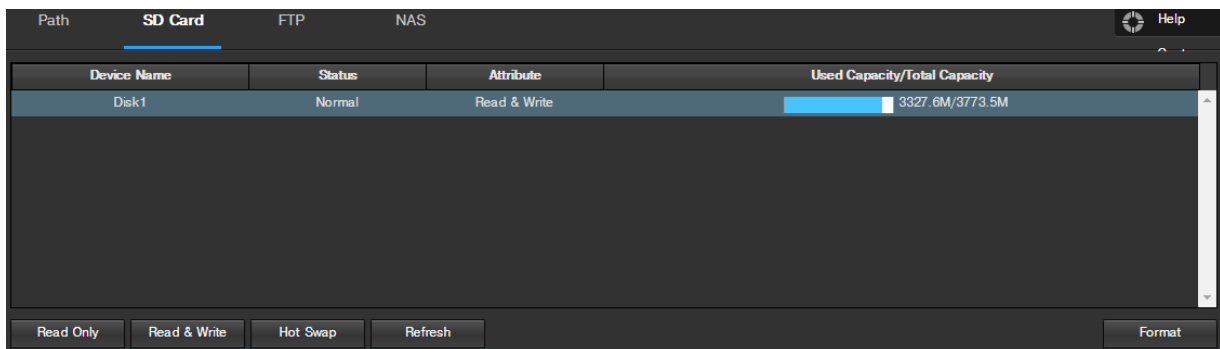 Path SD Card FTP NAS Help
Device Name Status Attribute Used Capacity/Total Capacity
Disk1 Normal Read & Write 3327.6M/3773.5M
Read Only Read & Write Hot Swap Refresh Format